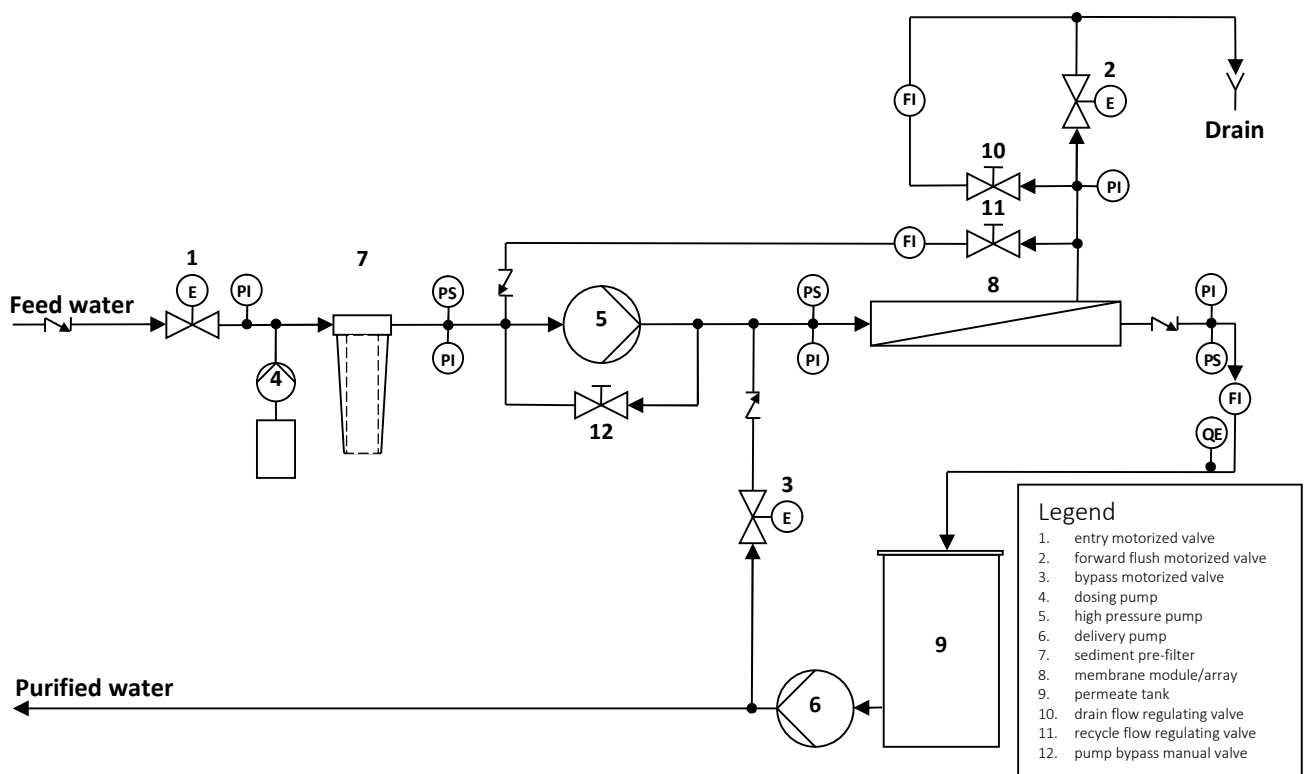 2
E
FI
Drain
10
PI
11
FI
1
7
8
E
PI
PS
PS
PI
Feed water
5
4
PI
PI
PS
FI
12
QE
3
E
Legend
1. entry motorized valve
2. forward flush motorized valve
3. bypass motorized valve
4. dosing pump
5. high pressure pump
6. delivery pump
7. sediment pre-filter
8. membrane module/array
9. permeate tank
10. drain flow regulating valve
11. recycle flow regulating valve
12. pump bypass manual valve
9
Purified water
6